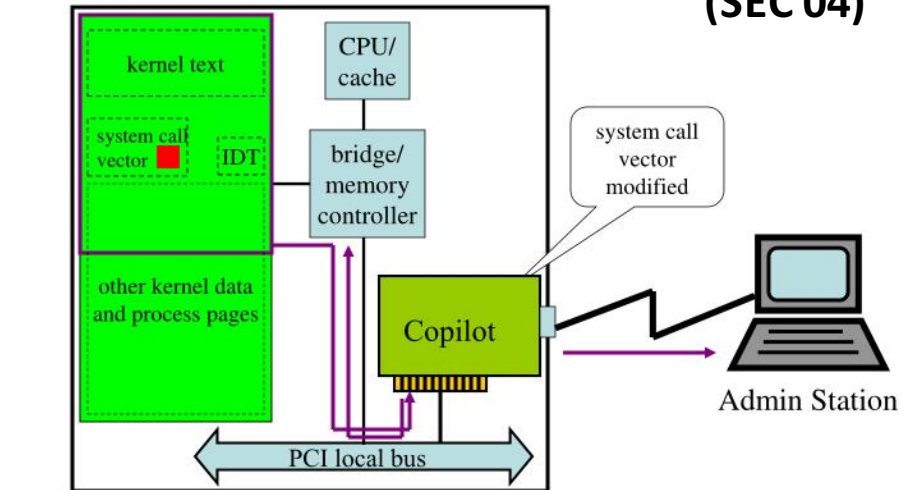 (SEC 04)
kernel text
system call
vector
IDT
other kernel data
and process pages
CPU/
cache
bridge/
memory
controller
system call
vector
modified
Copilot
Admin Station
PCI local bus